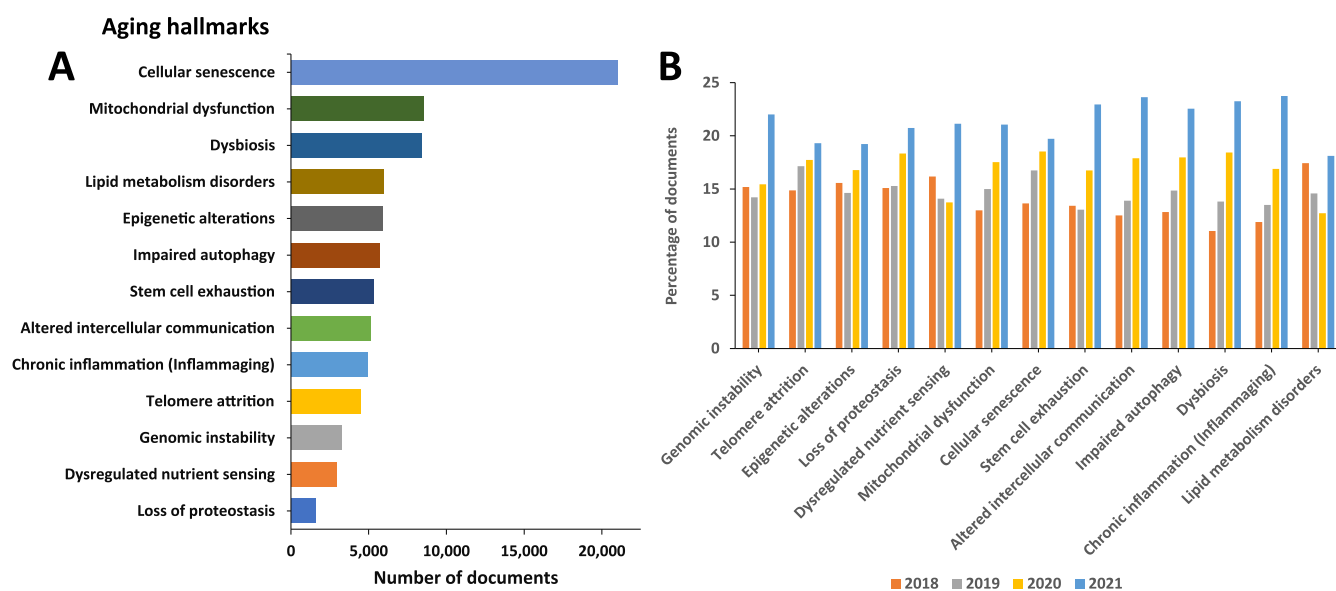 Aging hallmarks
A
Cellular senescence
Mitochondrial dysfunction
Dysbiosis
Lipid metabolism disorders
Epigenetic alterations
Impaired autophagy
Stem cell exhaustion
Altered intercellular communication
Chronic inflammation (Inflammaging)
Telomere attrition
Genomic instability
Dysregulated nutrient sensing
Loss of proteostasis
0 5,000 10,000 15,000 20,000
Number of documents
B
Percentage of documents
25
20
15
10
5
0
Genomic instability
Telomere attrition
Epigenetic alterations
Loss of proteostasis
Dysregulated nutrient sensing
Mitochondrial dysfunction
Cellular senescence
Stem cell exhaustion
Altered intercellular communication
Impaired autophagy
Dysbiosis
Chronic inflammation (Inflammaging)
Lipid metabolism disorders
2018 2019 2020 2021